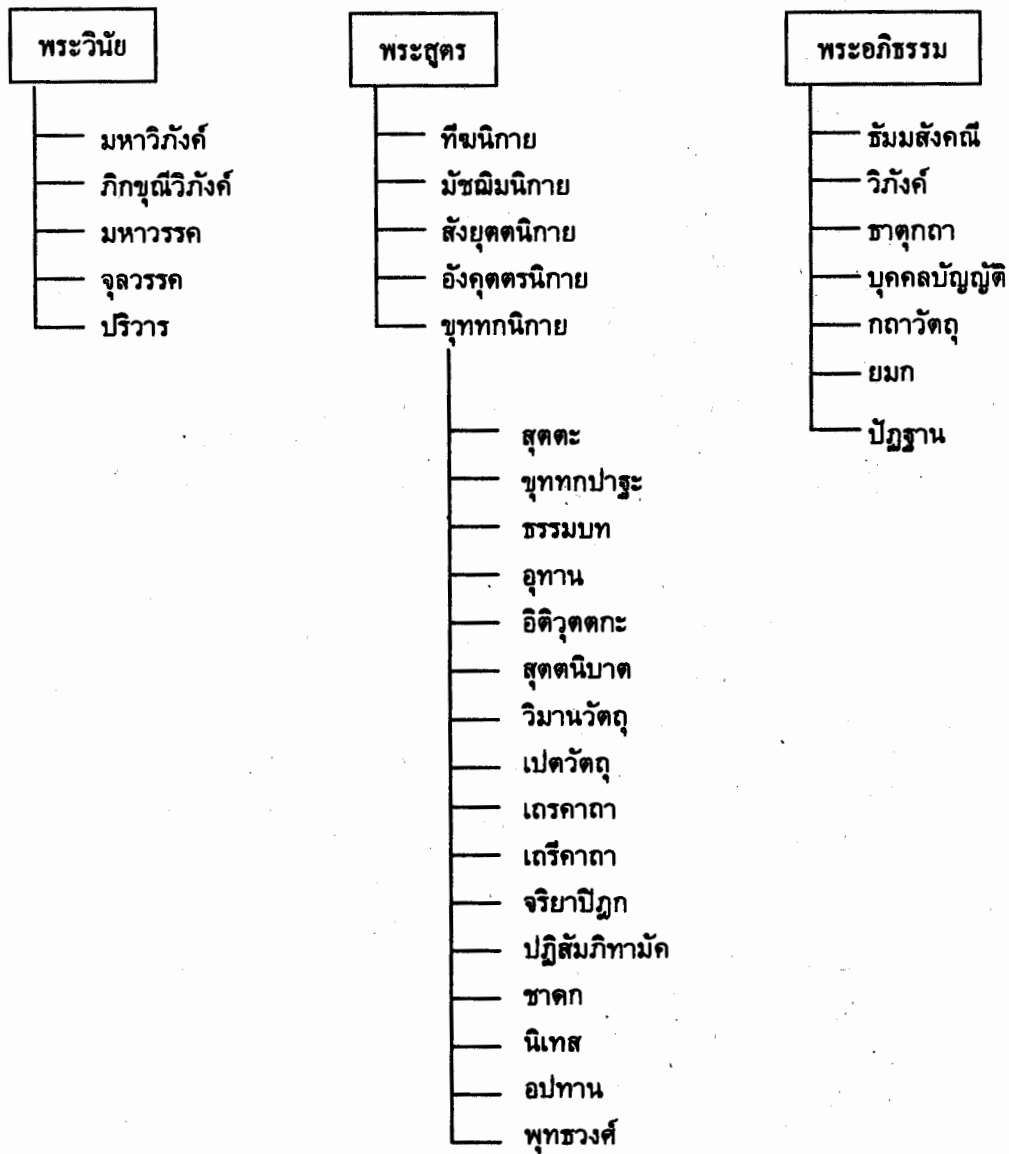 พระวินัย
มหาวิภังค์
ภิกขุณีวิภังค์
มหาวรรค
จุลวรรค
ปริวาร
พระสูตร
ทีฆนิกาย
มัชฌิมนิกาย
สังยุตตนิกาย
อังคุตตรนิกาย
ขุททกนิกาย
สุตตะ
ขุททกปาฐะ
ธรรมบท
อุทาน
อิติวุตตกะ
สุตตนิบาต
วิมานวัตถุ
เปตวัตถุ
เถรคาถา
เถรีคาถา
จริยาปิฎก
ปฏิสัมภิทามัค
ชาดก
นิเทส
อปทาน
พุทธวงศ์
พระอภิธรรม
ธัมมสังคณี
วิภังค์
ธาตุกถา
บุคคลบัญญัติ
กถาวัตถุ
ยมก
ปัฏฐาน